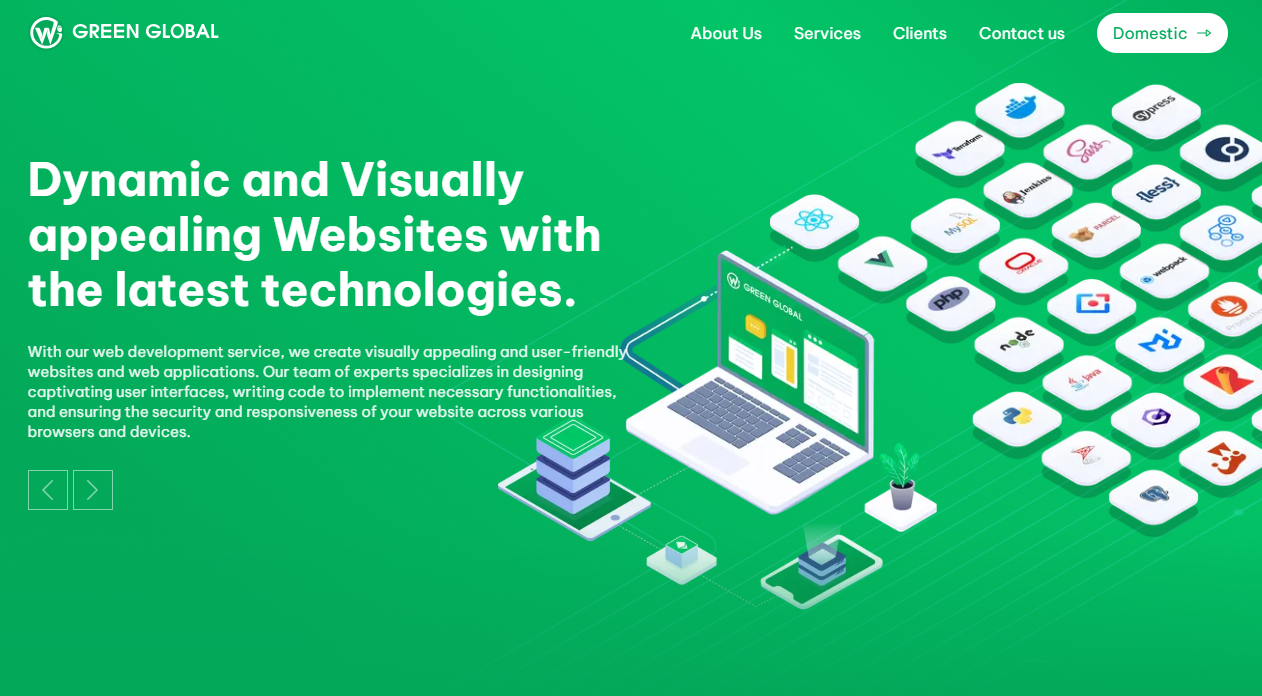 GREEN GLOBAL
About Us
Services
Clients
Contact us
Domestic
Dynamic and Visually
appealing Websites with
the latest technologies.
With our web development service, we create visually appealing and user-friendly
websites and web applications. Our team of experts specializes in designing
captivating user interfaces, writing code to implement necessary functionalities,
and ensuring the security and responsiveness of your website across various
browsers and devices.
GREEN GLOBAL
cypress
Terraform
Sass
Jenkins
{less}
MySQL
PARCEL
ORACLE
webpack
php
node
Java